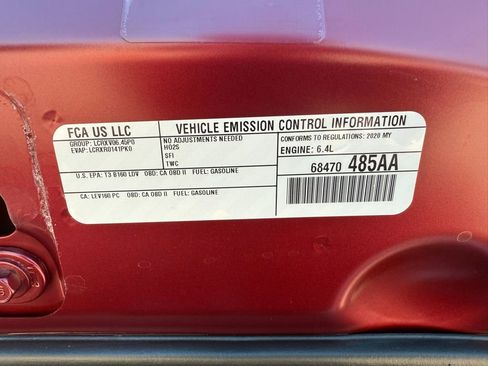 FCA US LLC
GROUP: LCRXV06.45P0
EVAP: LCRXR0141PK0
VEHICLE EMISSION CONTROL INFORMATION
NO ADJUSTMENTS NEEDED
HO2S
SFI
TWC
CONFORMS TO REGULATIONS: 2020 MY
ENGINE: 6.4L
68470 485AA
U.S. EPA: T3 B160 LDV OBD: CA OBD II FUEL: GASOLINE
CA: LEV160 PC OBD: CA OBD II FUEL: GASOLINE